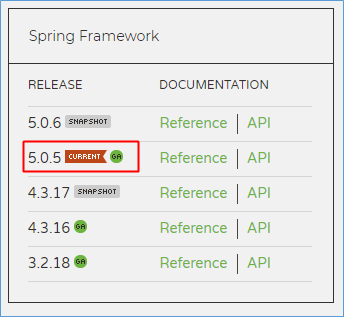 Spring Framework
RELEASE DOCUMENTATION
5.0.6 SNAPSHOT Reference | API
5.0.5 CURRENT GA Reference | API
4.3.17 SNAPSHOT Reference | API
4.3.16 GA Reference | API
3.2.18 GA Reference | API